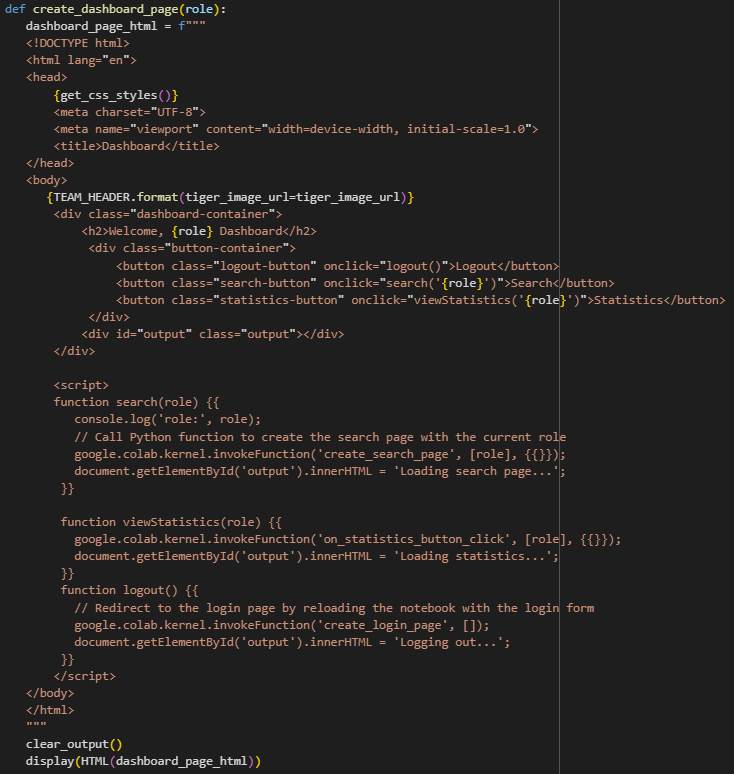 def create_dashboard_page(role):
   dashboard_page_html = f"""
   <!DOCTYPE html>
   <html lang="en">
   <head>
       {get_css_styles()}
       <meta charset="UTF-8">
       <meta name="viewport" content="width=device-width, initial-scale=1.0">
       <title>Dashboard</title>
   </head>
   <body>
      {TEAM_HEADER.format(tiger_image_url=tiger_image_url)}
       <div class="dashboard-container">
           <h2>Welcome, {role} Dashboard</h2>
            <div class="button-container">
                <button class="logout-button" onclick="logout()">Logout</button>
                <button class="search-button" onclick="search('{role}')">Search</button>
                <button class="statistics-button" onclick="viewStatistics('{role}')">Statistics</button>
            </div>
           <div id="output" class="output"></div>
       </div>

       <script>
       function search(role) {{
          console.log('role:', role);
          // Call Python function to create the search page with the current role
          google.colab.kernel.invokeFunction('create_search_page', [role], {{}});
          document.getElementById('output').innerHTML = 'Loading search page...';
        }}

        function viewStatistics(role) {{
          google.colab.kernel.invokeFunction('on_statistics_button_click', [role], {{}});
          document.getElementById('output').innerHTML = 'Loading statistics...';
        }}
        function logout() {{
          // Redirect to the login page by reloading the notebook with the login form
          google.colab.kernel.invokeFunction('create_login_page', []);
          document.getElementById('output').innerHTML = 'Logging out...';
        }}
       </script>
   </body>
   </html>
   """
   clear_output()
   display(HTML(dashboard_page_html))